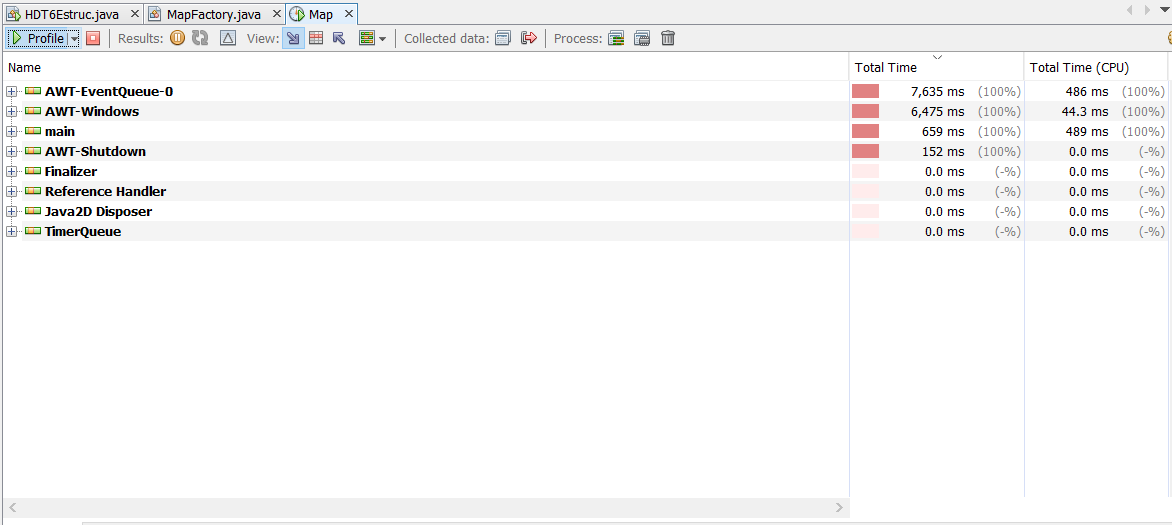 HDT6Estruc.java MapFactory.java Map
Profile Results: View: Collected data: Process:
Name Total Time Total Time (CPU)
AWT-EventQueue-0 7,635 ms (100%) 486 ms (100%)
AWT-Windows 6,475 ms (100%) 44.3 ms (100%)
main 659 ms (100%) 489 ms (100%)
AWT-Shutdown 152 ms (100%) 0.0 ms (-%)
Finalizer 0.0 ms (-%) 0.0 ms (-%)
Reference Handler 0.0 ms (-%) 0.0 ms (-%)
Java2D Disposer 0.0 ms (-%) 0.0 ms (-%)
TimerQueue 0.0 ms (-%) 0.0 ms (-%)